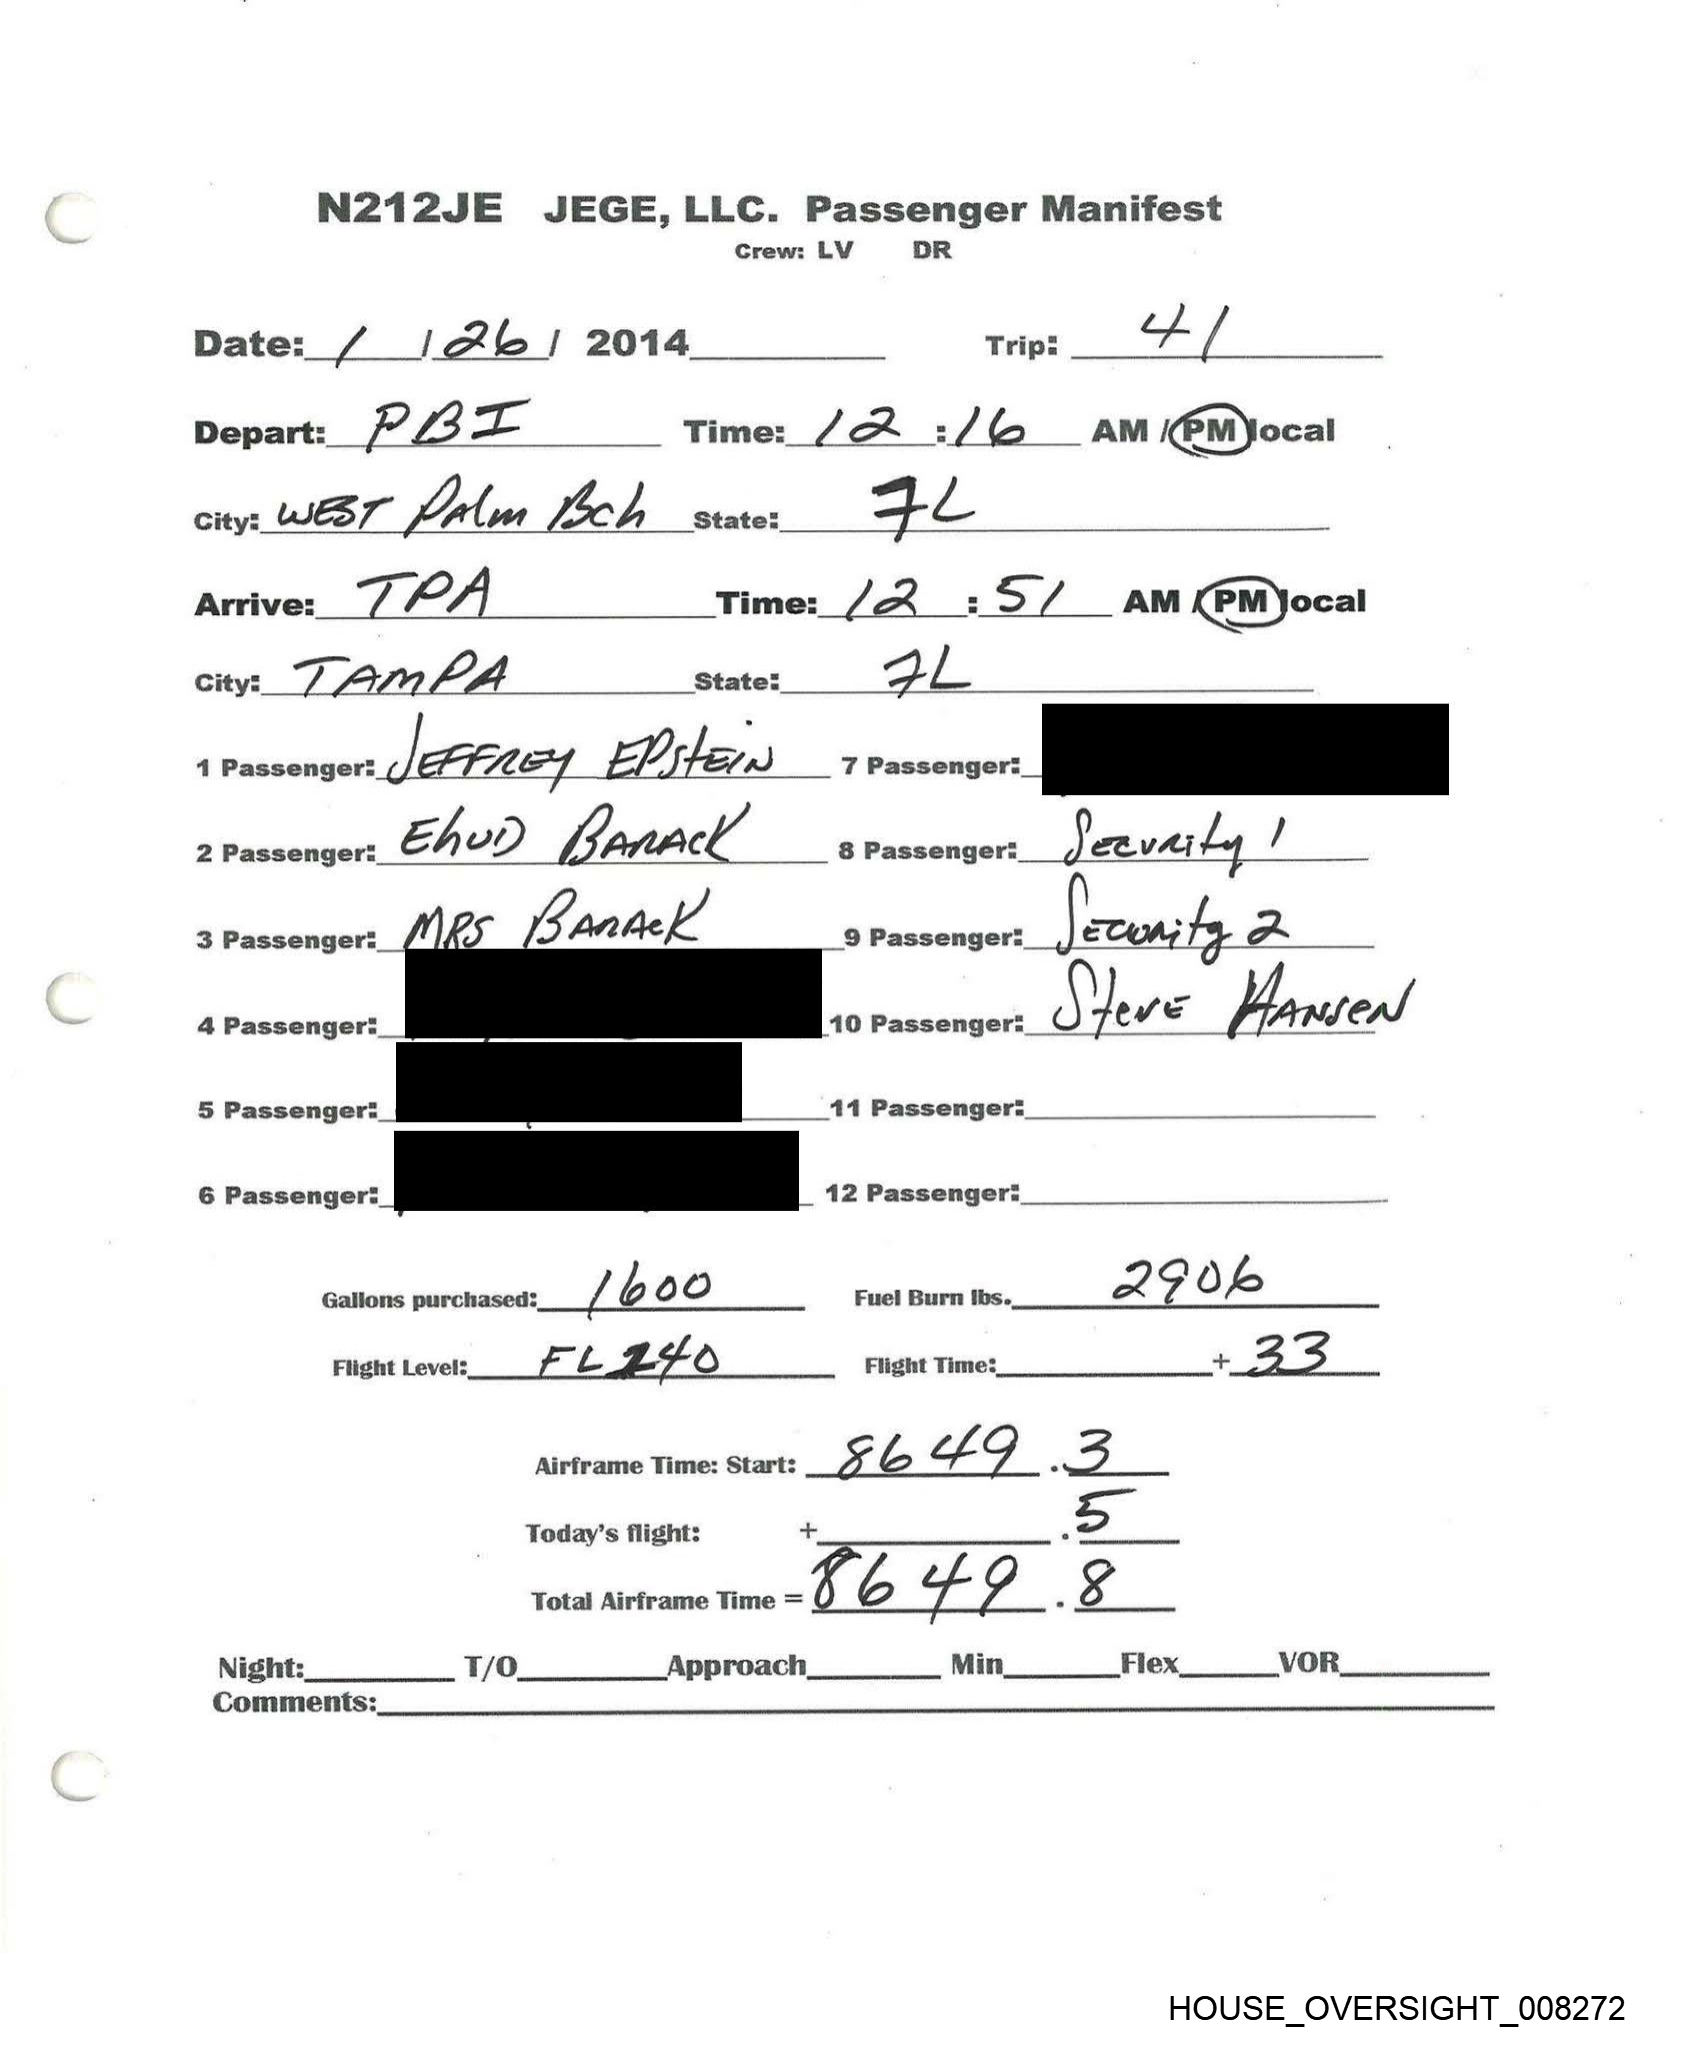 N212JE JEGE, LLC. Passenger Manifest
Crew: LV DR
Date: 1 / 26 / 2014 Trip: 41
Depart: PBI Time: 12 :16 AM / PM local
City: WEST Palm Bch State: FL
Arrive: TPA Time: 12 : 51 AM / PM local
City: TAMPA State: FL
1 Passenger: JEFFREY EPstEiN 7 Passenger:
2 Passenger: EhUD BARAcK 8 Passenger: SECURity 1
3 Passenger: MRS BARAcK 9 Passenger: SECURity 2
4 Passenger: 10 Passenger: SteVE HANSeN
5 Passenger: 11 Passenger:
6 Passenger: 12 Passenger:
Gallons purchased: 1600 Fuel Burn lbs. 2906
Flight Level: FL 240 Flight Time: + 33
Airframe Time: Start: 8649 .3
Today's flight: + .5
Total Airframe Time = 8649 . 8
Night: T/O Approach Min Flex VOR
Comments:
HOUSE_OVERSIGHT_008272